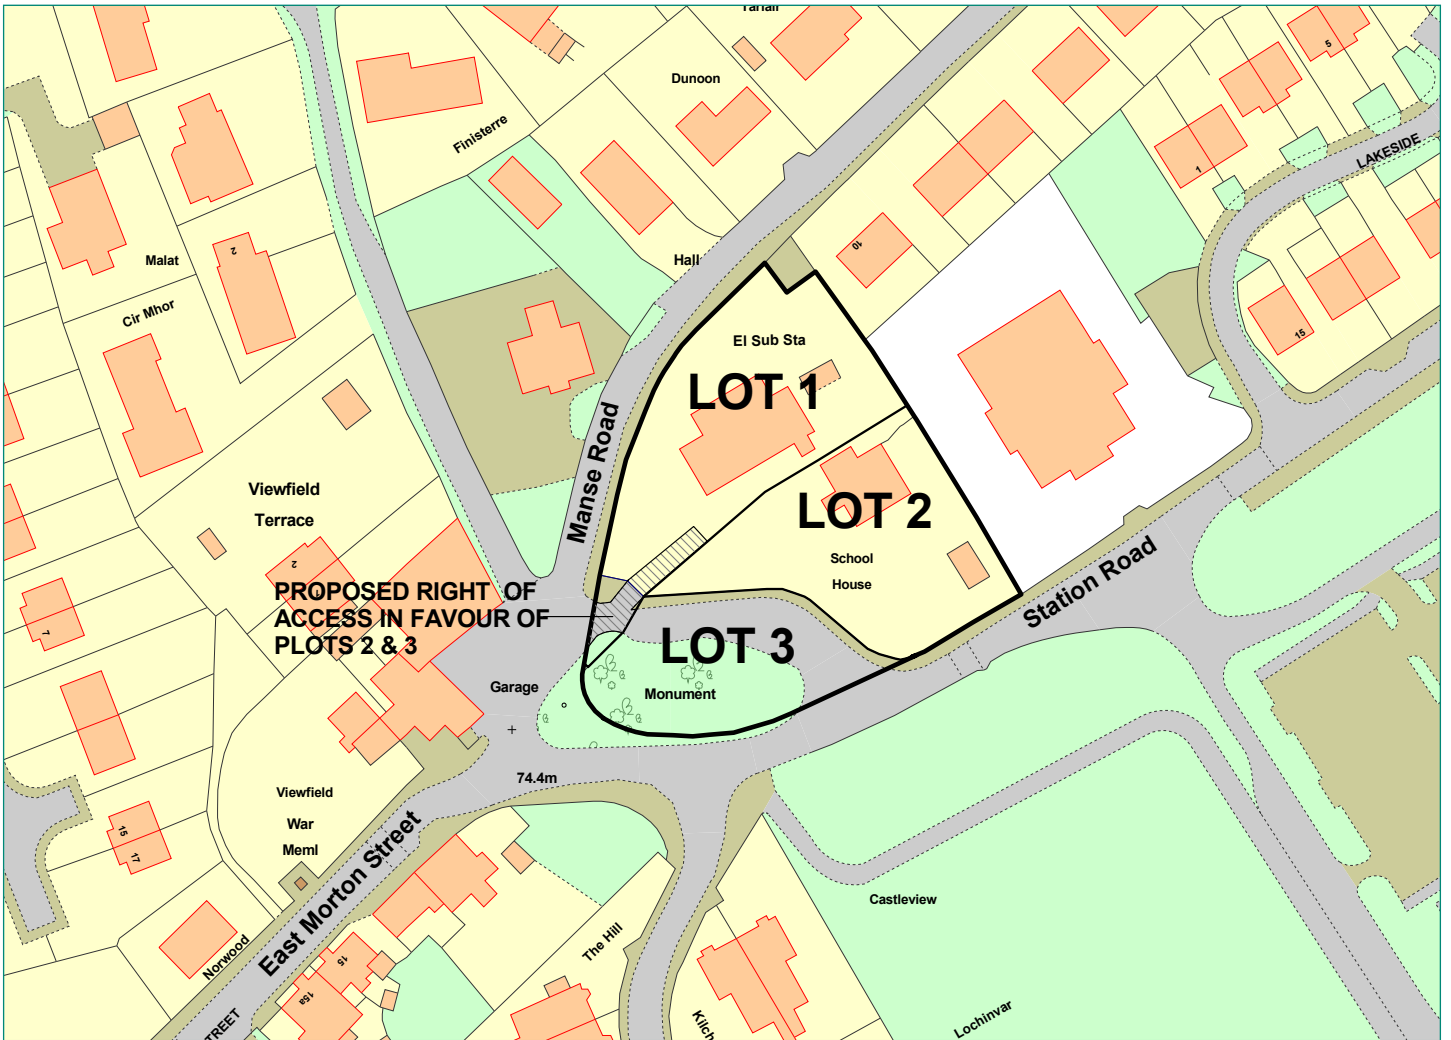 Tarfair
Dunoon
Finisterre
5
1
LAKESIDE
2
Malat
Cir Mhor
Hall
10
15
El Sub Sta
LOT 1
Manse Road
Viewfield
Terrace
LOT 2
School
House
2
1
PROPOSED RIGHT OF
ACCESS IN FAVOUR OF
PLOTS 2 & 3
Station Road
7
LOT 3
Garage
Monument
74.4m
Viewfield
War
Meml
15
17
East Morton Street
Castleview
Norwood
The Hill
15
15a
STREET
Kilch
Lochinvar